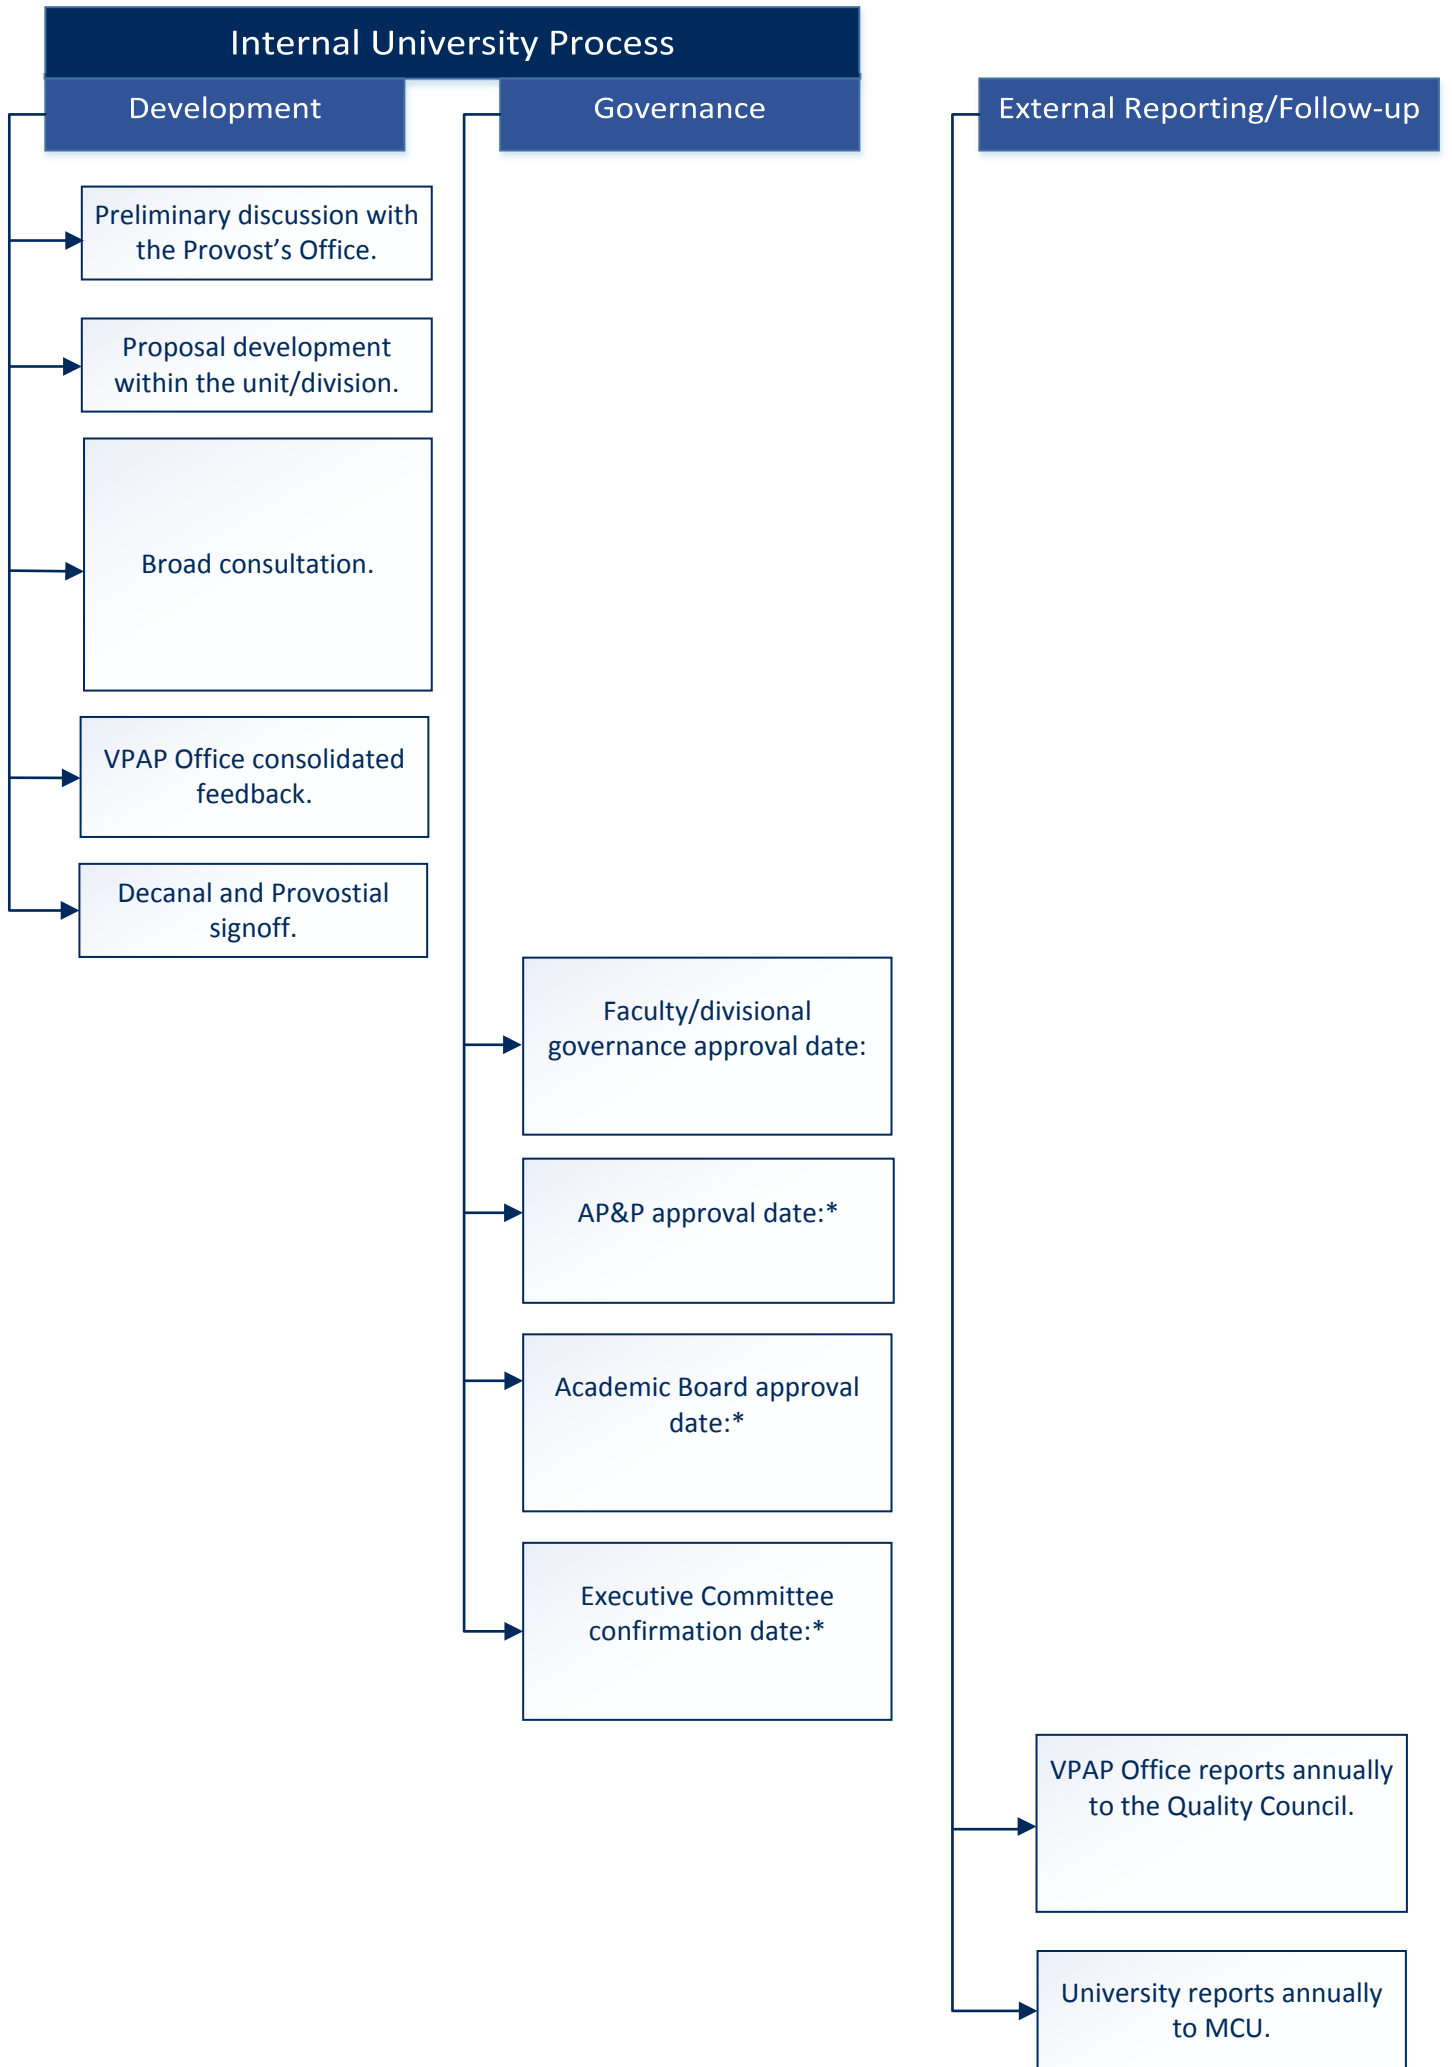 Internal University Process
Development
Governance
External Reporting/Follow-up
Preliminary discussion with
the Provost’s Office.
Proposal development
within the unit/division.
Broad consultation.
VPAP Office consolidated
feedback.
Decanal and Provostial
signoff.
Faculty/divisional
governance approval date:
AP&P approval date:*
Academic Board approval
date:*
Executive Committee
confirmation date:*
VPAP Office reports annually
to the Quality Council.
University reports annually
to MCU.